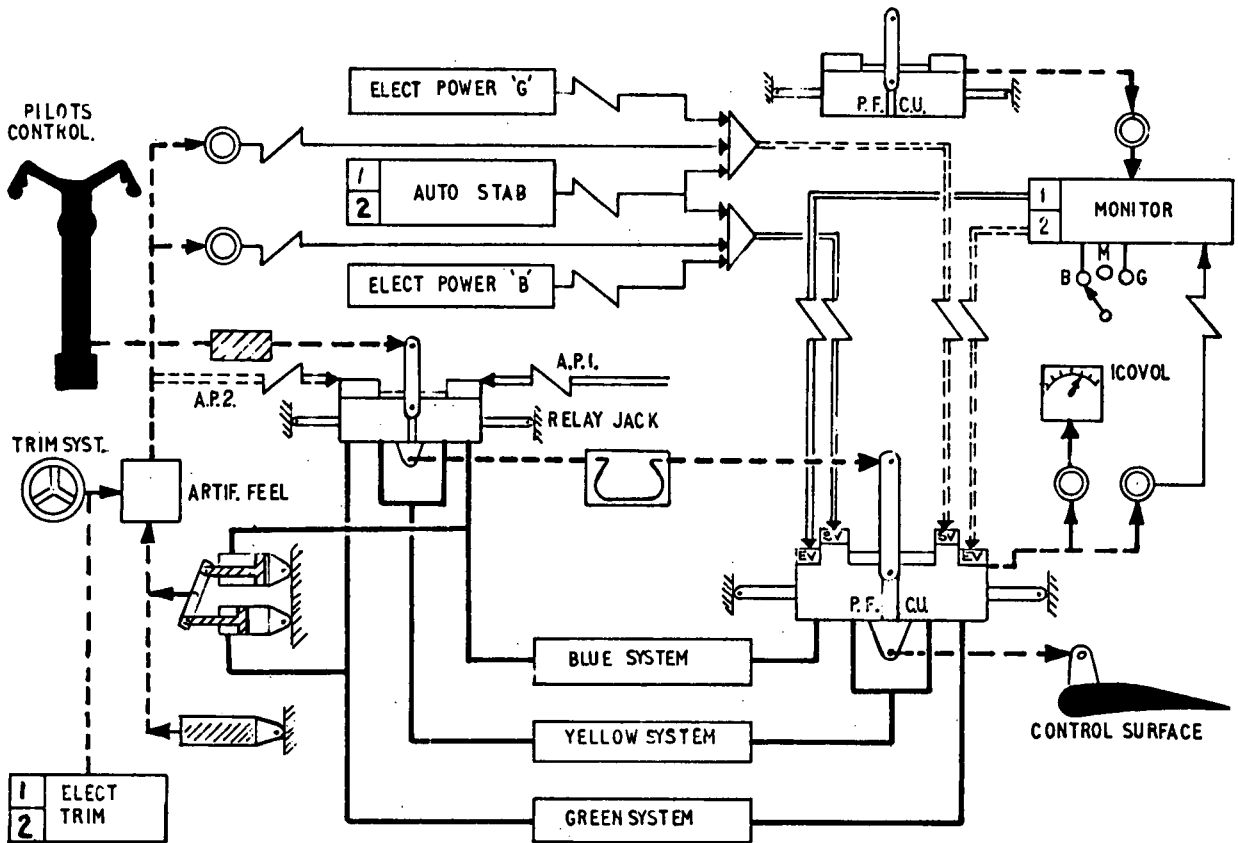 PILOTS
CONTROL.
ELECT POWER 'G'
P.F. C.U.
1
2
AUTO STAB
1
2
MONITOR
B
M
G
ELECT POWER 'B'
A.P.1.
A.P.2.
RELAY JACK
ICOVOL
TRIM SYST.
ARTIF. FEEL
EV
SV
SV
EV
P.F. C.U.
BLUE SYSTEM
YELLOW SYSTEM
CONTROL SURFACE
1
2
ELECT
TRIM
GREEN SYSTEM